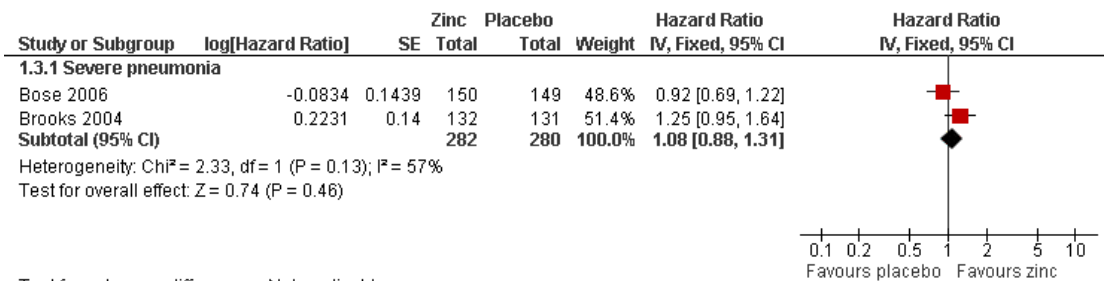 Zinc Placebo Hazard Ratio Hazard Ratio
Study or Subgroup log[Hazard Ratio] SE Total Total Weight IV, Fixed, 95% CI IV, Fixed, 95% CI
1.3.1 Severe pneumonia
Bose 2006 -0.0834 0.1439 150 149 48.6% 0.92 [0.69, 1.22]
Brooks 2004 0.2231 0.14 132 131 51.4% 1.25 [0.95, 1.64]
Subtotal (95% CI) 282 280 100.0% 1.08 [0.88, 1.31]
Heterogeneity: Chi² = 2.33, df = 1 (P = 0.13); I² = 57%
Test for overall effect: Z = 0.74 (P = 0.46)
0.1 0.2 0.5 1 2 5 10
Favours placebo Favours zinc